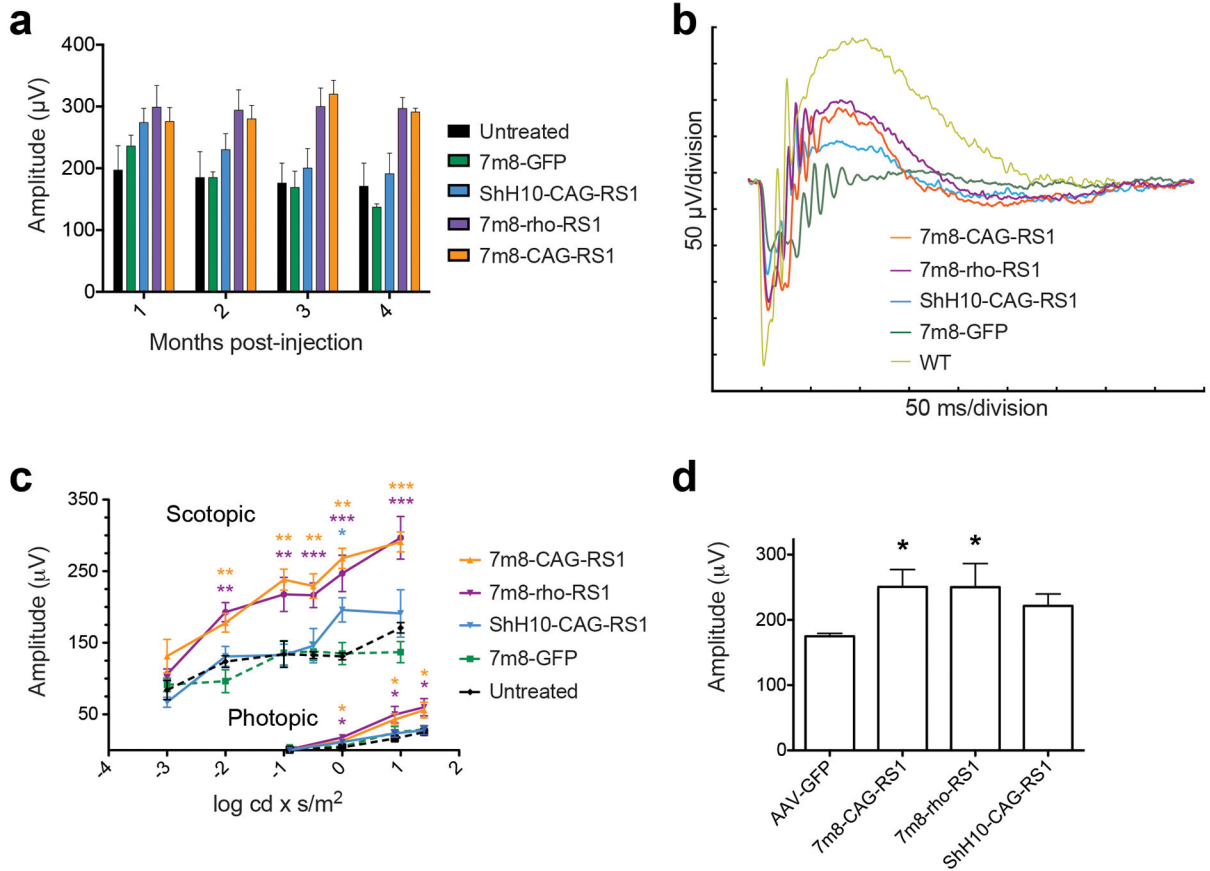 a
400
300
200
100
0
Amplitude (µV)
1
2
3
4
Months post-injection
Untreated
7m8-GFP
ShH10-CAG-RS1
7m8-rho-RS1
7m8-CAG-RS1
b
50 µV/division
50 ms/division
7m8-CAG-RS1
7m8-rho-RS1
ShH10-CAG-RS1
7m8-GFP
WT
c
350
250
150
50
Amplitude (µV)
Scotopic
**
**
**
**
**
***
**
***
*
***
***
Photopic
*
*
*
*
*
*
-4
-3
-2
-1
0
1
2
log cd x s/m²
7m8-CAG-RS1
7m8-rho-RS1
ShH10-CAG-RS1
7m8-GFP
Untreated
d
300
200
100
0
Amplitude (µV)
*
*
AAV-GFP
7m8-CAG-RS1
7m8-rho-RS1
ShH10-CAG-RS1